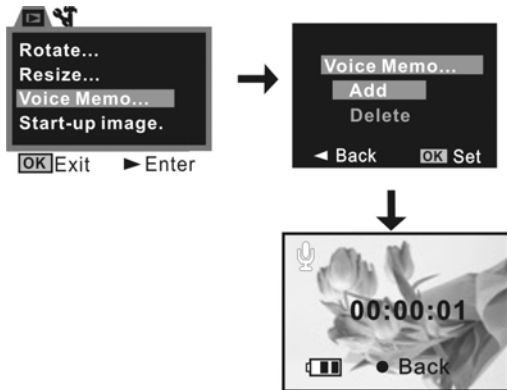 Rotate...
Resize...
Voice Memo...
Start-up image.
OK Exit ► Enter
Voice Memo...
Add
Delete
◄ Back OK Set
00:00:01
● Back